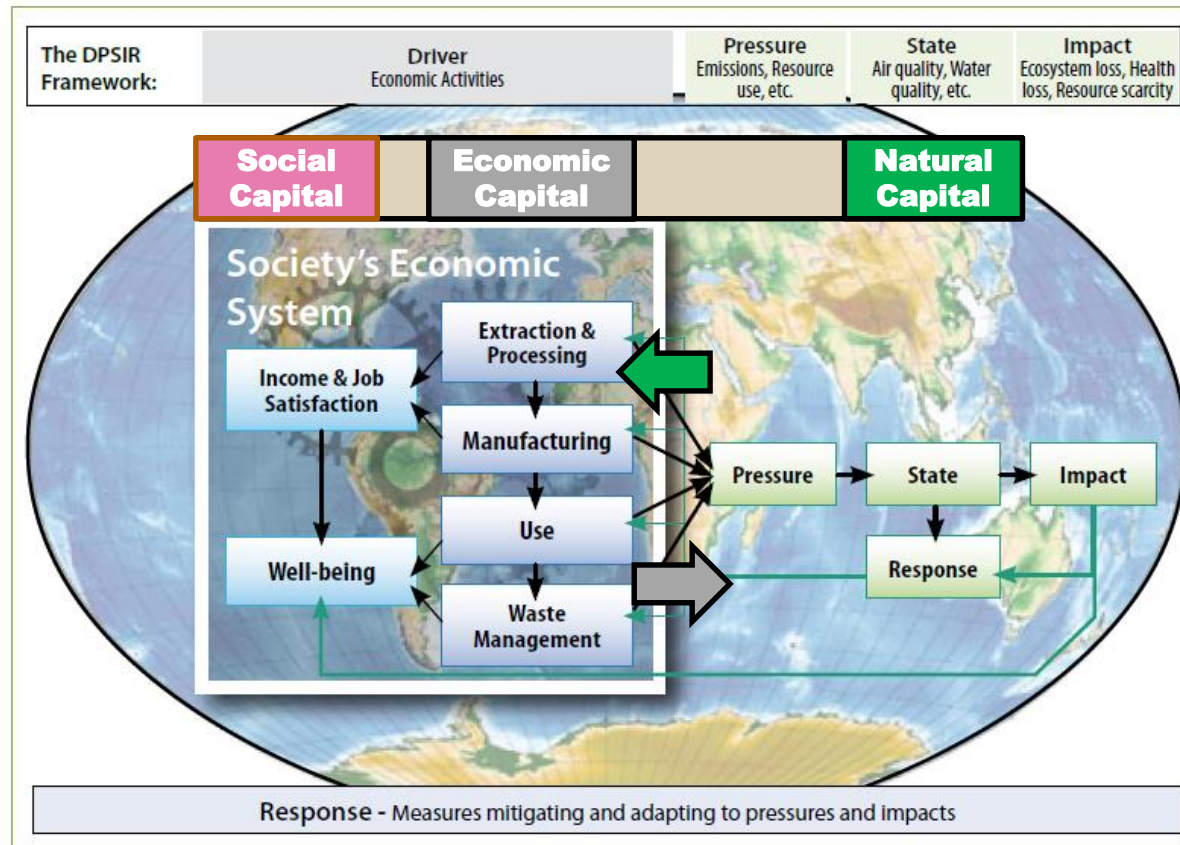 The DPSIR
Framework:
Driver
Economic Activities
Pressure
Emissions, Resource
use, etc.
State
Air quality, Water
quality, etc.
Impact
Ecosystem loss, Health
loss, Resource scarcity
Social
Capital
Economic
Capital
Natural
Capital
Society's Economic
System
Extraction &
Processing
Income & Job
Satisfaction
Manufacturing
Pressure
State
Impact
Use
Well-being
Response
Waste
Management
Response - Measures mitigating and adapting to pressures and impacts